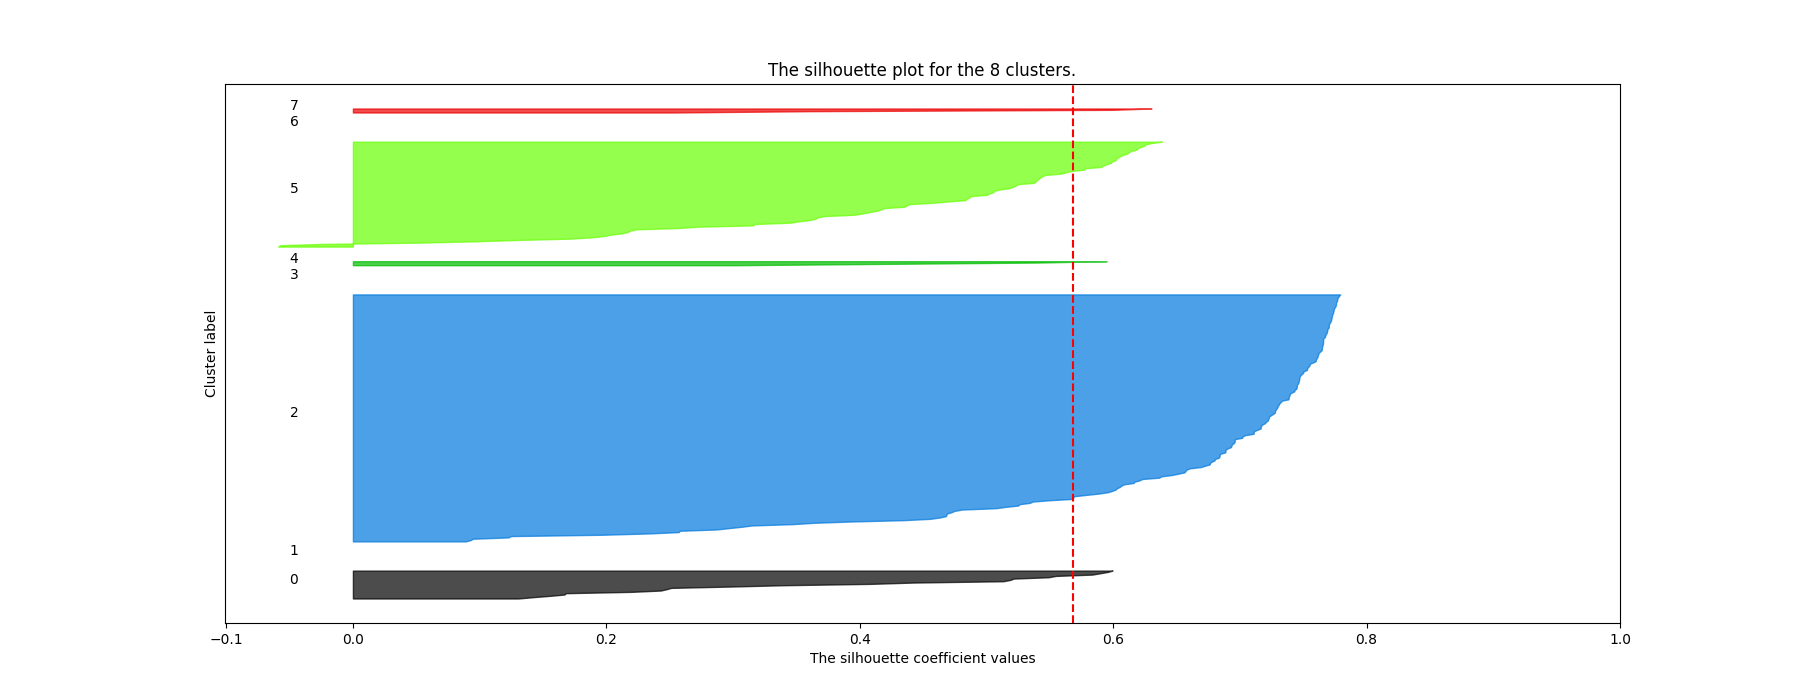 The silhouette plot for the 8 clusters.
7
6
5
4
3
2
1
0
Cluster label
−0.1 0.0 0.2 0.4 0.6 0.8 1.0
The silhouette coefficient values